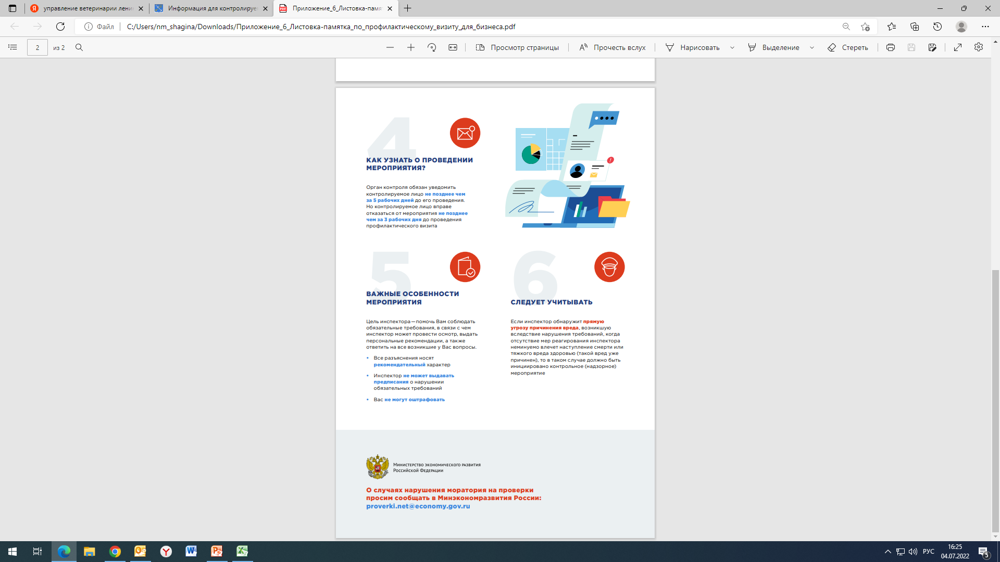 управление ветеринарии лени
Информация для контролируе
Приложение_6_Листовка-памя
Файл
C:/Users/nm_shagina/Downloads/Приложение_6_Листовка-памятка_по_профилактическому_визиту_для_бизнеса.pdf
2 из 2
Просмотр страницы
Прочесть вслух
Нарисовать
Выделение
Стереть
4
КАК УЗНАТЬ О ПРОВЕДЕНИИ
МЕРОПРИЯТИЯ?
Орган контроля обязан уведомить
контролируемое лицо не позднее чем
за 5 рабочих дней до его проведения.
Но контролируемое лицо вправе
отказаться от мероприятия не позднее
чем за 3 рабочих дня до проведения
профилактического визита
5
ВАЖНЫЕ ОСОБЕННОСТИ
МЕРОПРИЯТИЯ
Цель инспектора — помочь Вам соблюдать
обязательные требования, в связи с чем
инспектор может провести осмотр, выдать
персональные рекомендации, а также
ответить на все возникшие у Вас вопросы.
• Все разъяснения носят
рекомендательный характер
• Инспектор не может выдавать
предписания о нарушении
обязательных требований
• Вас не могут оштрафовать
6
СЛЕДУЕТ УЧИТЫВАТЬ
Если инспектор обнаружит прямую
угрозу причинения вреда, возникшую
вследствие нарушения требований, когда
отсутствие мер реагирования инспектора
неминуемо влечет наступление смерти или
тяжкого вреда здоровью (такой вред уже
причинен), то в таком случае должно быть
инициировано контрольное (надзорное)
мероприятие
Министерство экономического развития
Российской Федерации
О случаях нарушения моратория на проверки
просим сообщать в Минэкономразвития России:
proverki.net@economy.gov.ru
РУС
16:25
04.07.2022
5